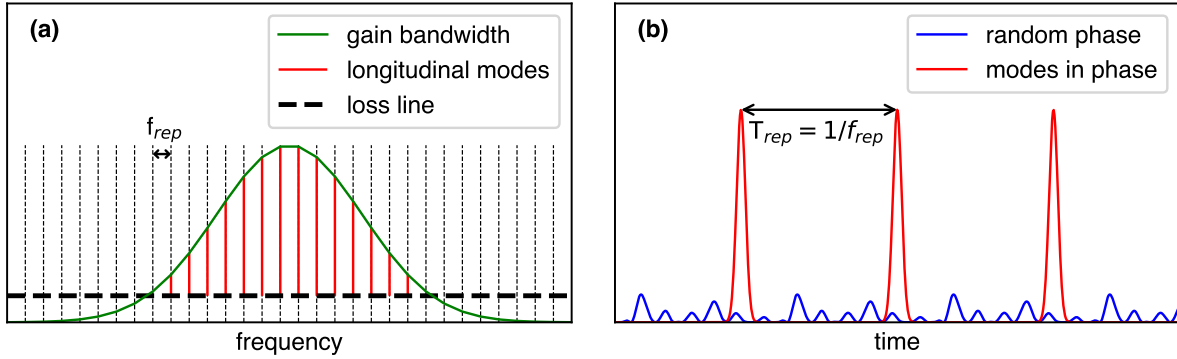 (a)
gain bandwidth
longitudinal modes
loss line
f_rep
frequency
(b)
random phase
modes in phase
T_rep = 1/f_rep
time